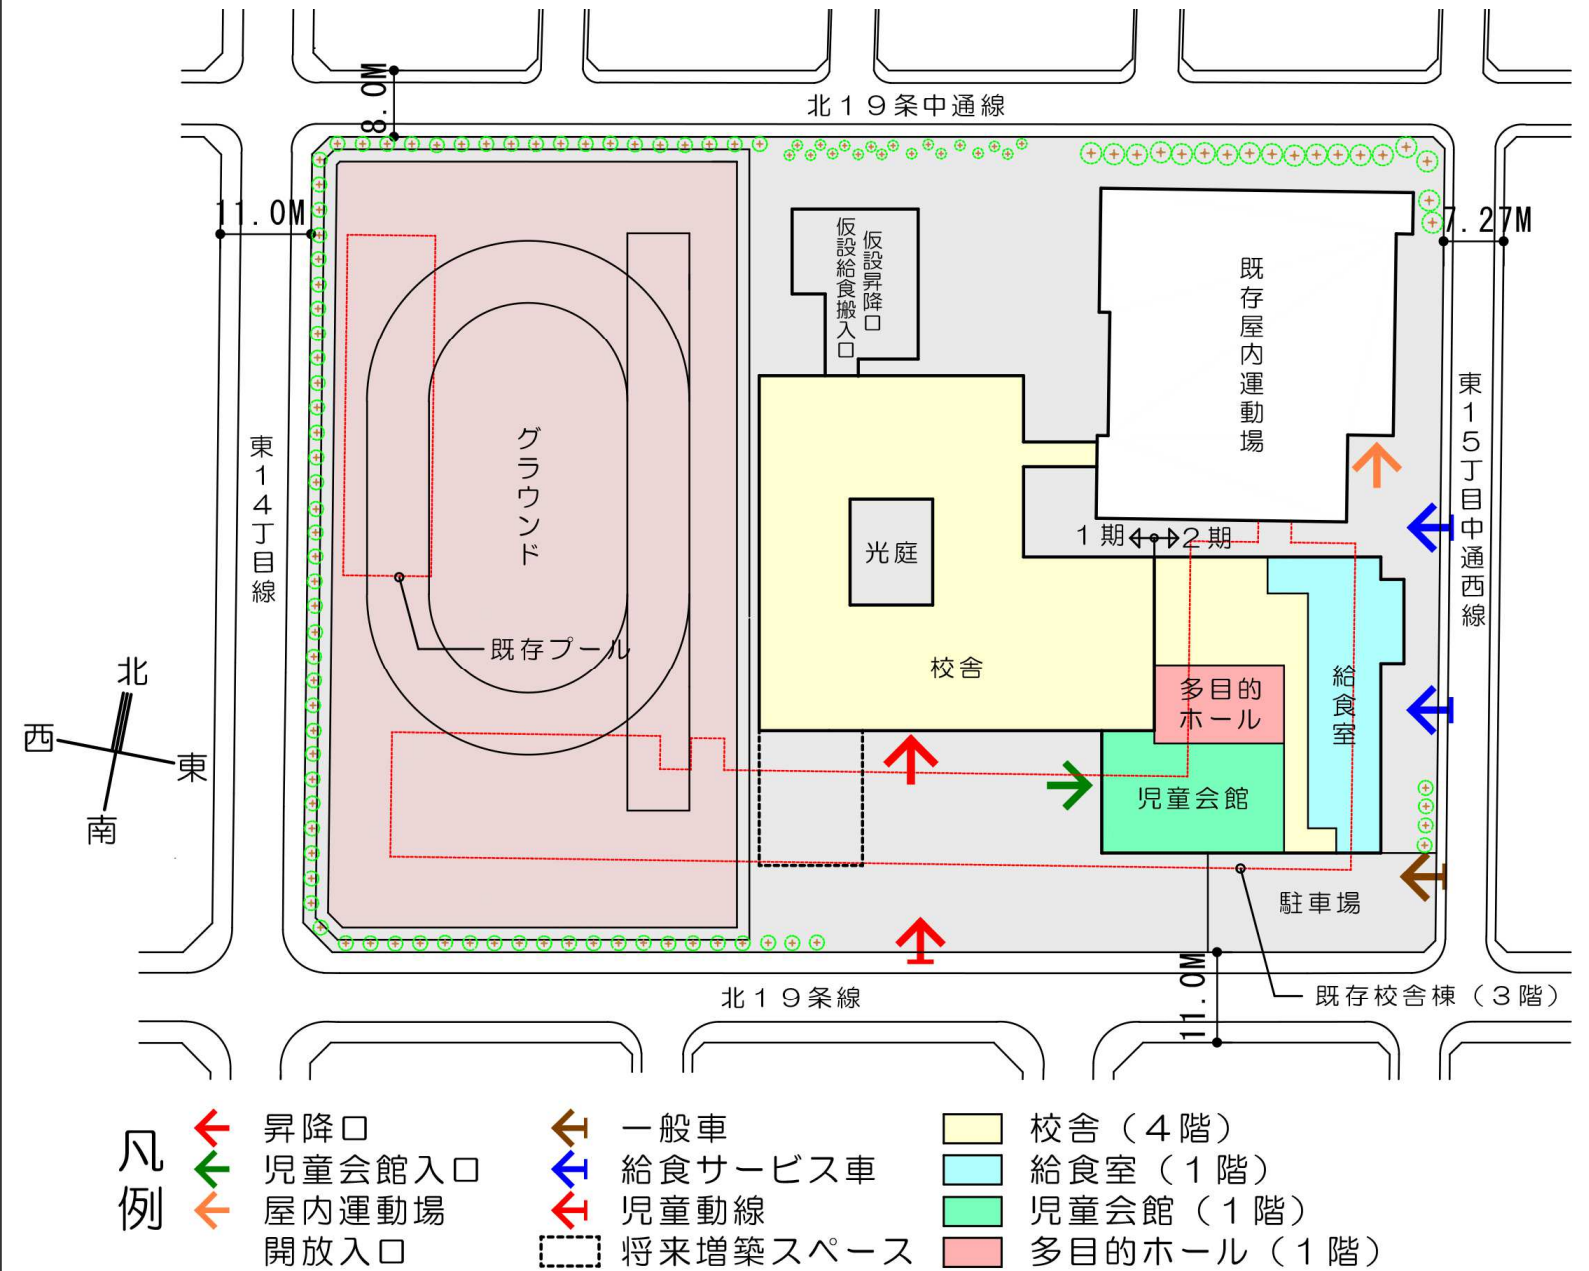 8.0M
北19条中通線
11.0M
7.27M
仮設昇降口
仮設給食搬入口
既存屋内運動場
東15丁目中通西線
東14丁目線
グラウンド
光庭
1期
2期
既存プール
校舎
多目的
ホール
給食室
児童会館
北
西
東
南
駐車場
11.0M
北19条線
既存校舎棟(3階)
凡例
昇降口
児童会館入口
屋内運動場
開放入口
一般車
給食サービス車
児童動線
将来増築スペース
校舎(4階)
給食室(1階)
児童会館(1階)
多目的ホール(1階)